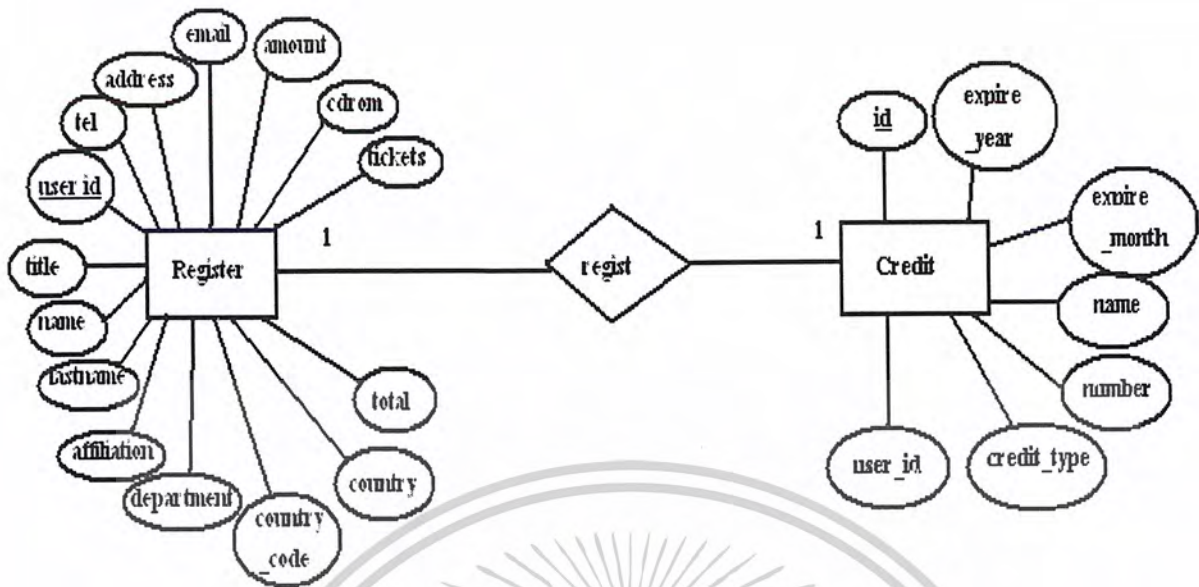 email
amount
address
cdrom
tel
tickets
user id
title
name
lastname
affiliation
department
country
_code
country
total
Register
1
regist
1
Credit
id
expire
_year
expire
_month
name
number
credit_type
user_id